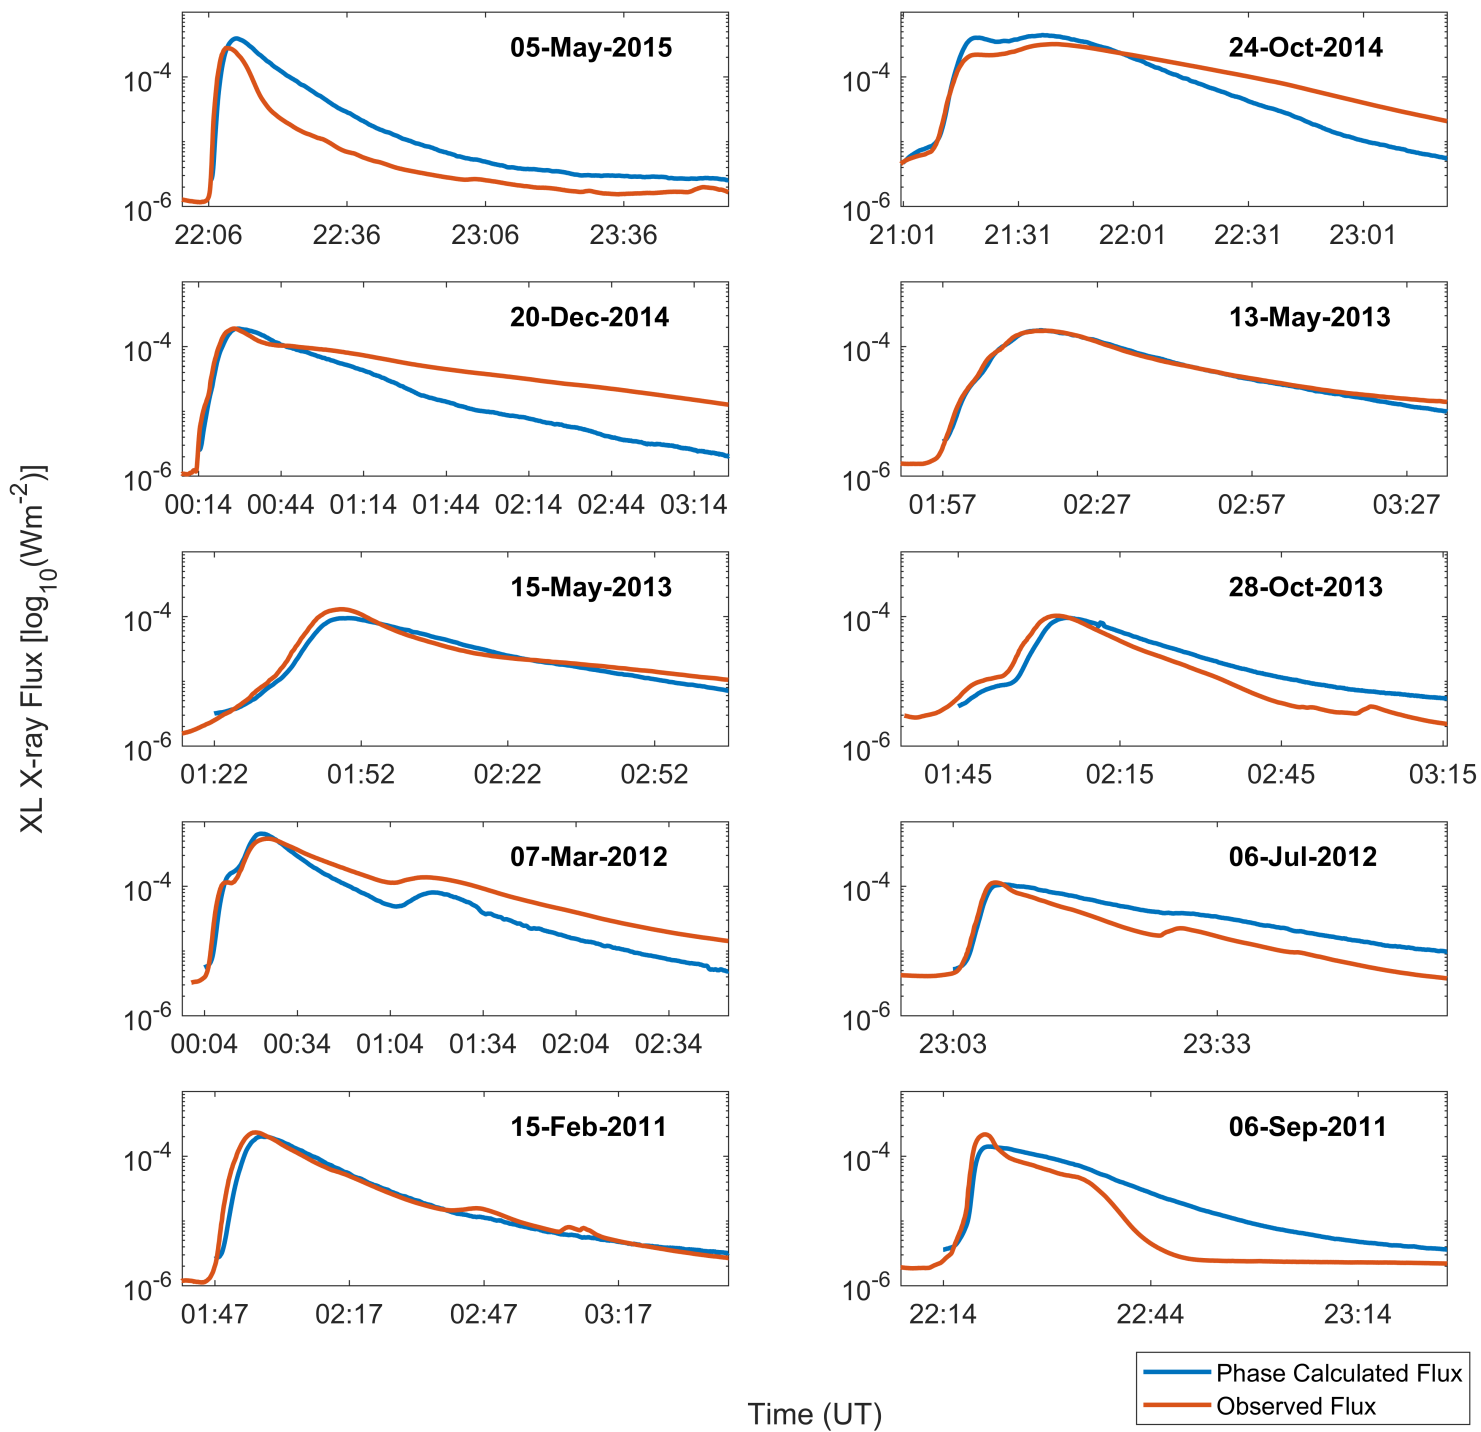 XL X-ray Flux [log10(Wm-2)]
05-May-2015
10-4
10-6
22:06 22:36 23:06 23:36
24-Oct-2014
10-4
10-6
21:01 21:31 22:01 22:31 23:01
20-Dec-2014
10-4
10-6
00:14 00:44 01:14 01:44 02:14 02:44 03:14
13-May-2013
10-4
10-6
01:57 02:27 02:57 03:27
15-May-2013
10-4
10-6
01:22 01:52 02:22 02:52
28-Oct-2013
10-4
10-6
01:45 02:15 02:45 03:15
07-Mar-2012
10-4
10-6
00:04 00:34 01:04 01:34 02:04 02:34
06-Jul-2012
10-4
10-6
23:03 23:33
15-Feb-2011
10-4
10-6
01:47 02:17 02:47 03:17
06-Sep-2011
10-4
10-6
22:14 22:44 23:14
Phase Calculated Flux
Observed Flux
Time (UT)